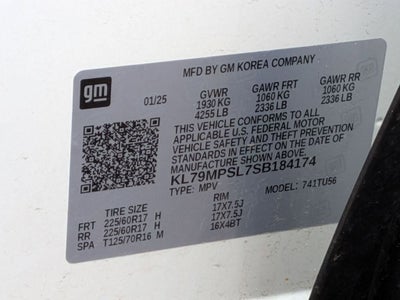 gm
MFD BY GM KOREA COMPANY
01/25 GVWR GAWR FRT GAWR RR
1930 KG 1060 KG 1060 KG
4255 LB 2336 LB 2336 LB
THIS VEHICLE CONFORMS TO ALL
APPLICABLE U.S. FEDERAL MOTOR
VEHICLE SAFETY STANDARDS IN
EFFECT ON THE DATE OF
MANUFACTURE SHOWN ABOVE.
KL79MPSL7SB184174
TYPE: MPV MODEL: 741TU56
TIRE SIZE RIM
FRT 225/60R17 H 17X7.5J
RR 225/60R17 H 17X7.5J
SPA T125/70R16 M 16X4BT